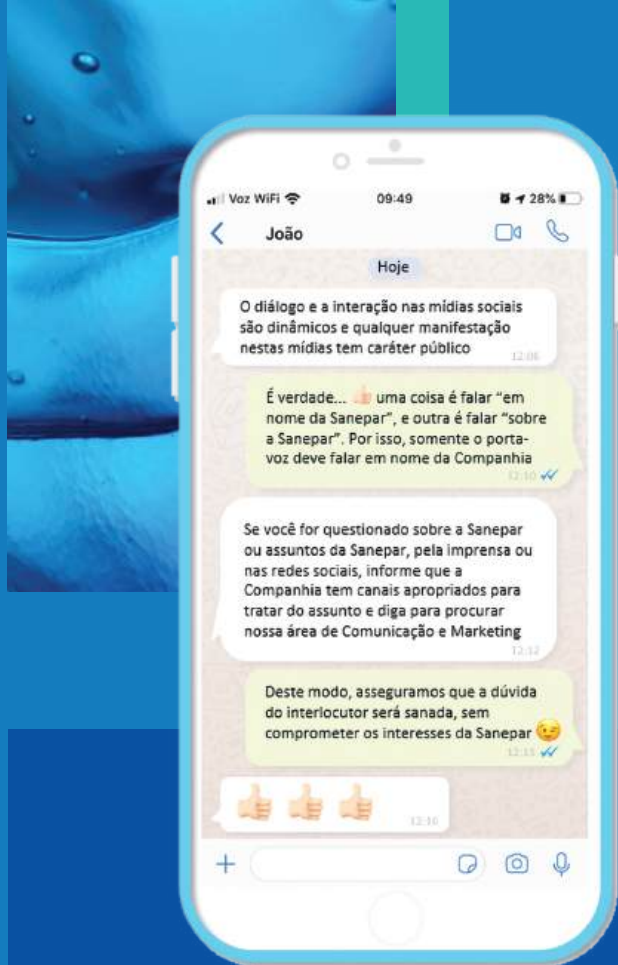 Voz WiFi 09:49 28%
João
Hoje
O diálogo e a interação nas mídias sociais
são dinâmicos e qualquer manifestação
nestas mídias tem caráter público
12:08
É verdade... 👍 uma coisa é falar “em
nome da Sanepar”, e outra é falar “sobre
a Sanepar”. Por isso, somente o porta-
voz deve falar em nome da Companhia
12:10
Se você for questionado sobre a Sanepar
ou assuntos da Sanepar, pela imprensa ou
nas redes sociais, informe que a
Companhia tem canais apropriados para
tratar do assunto e diga para procurar
nossa área de Comunicação e Marketing
12:12
Deste modo, asseguramos que a dúvida
do interlocutor será sanada, sem
comprometer os interesses da Sanepar 😉
👍 👍 👍
12:16